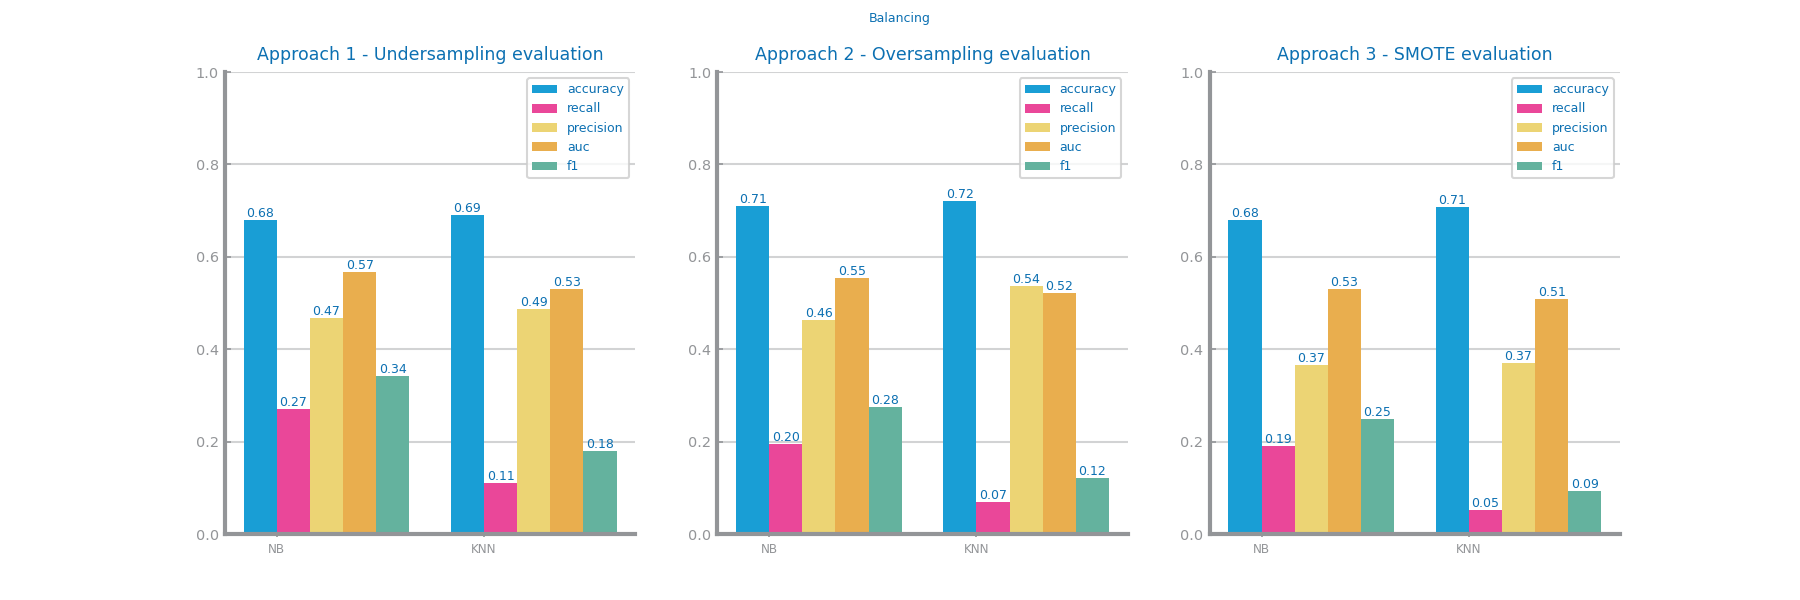 Balancing
Approach 1 - Undersampling evaluation
1.0
0.8
0.6
0.4
0.2
0.0
accuracy
recall
precision
auc
f1
0.68
0.27
0.47
0.57
0.34
0.69
0.11
0.49
0.53
0.18
NB
KNN
Approach 2 - Oversampling evaluation
1.0
0.8
0.6
0.4
0.2
0.0
accuracy
recall
precision
auc
f1
0.71
0.20
0.46
0.55
0.28
0.72
0.07
0.54
0.52
0.12
NB
KNN
Approach 3 - SMOTE evaluation
1.0
0.8
0.6
0.4
0.2
0.0
accuracy
recall
precision
auc
f1
0.68
0.19
0.37
0.53
0.25
0.71
0.05
0.37
0.51
0.09
NB
KNN